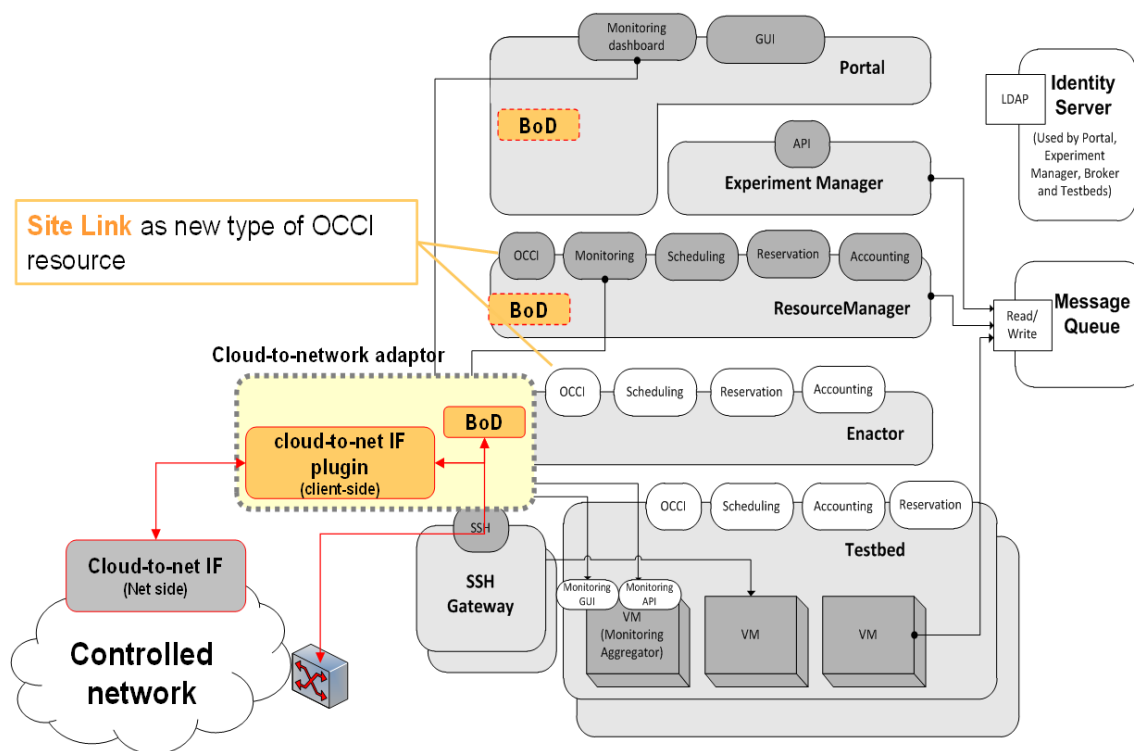 Monitoring
dashboard
GUI
Portal
BoD
LDAP
Identity
Server
(Used by Portal,
Experiment
Manager, Broker
and Testbeds)
API
Experiment Manager
Site Link as new type of OCCI
resource
OCCI
Monitoring
Scheduling
Reservation
Accounting
BoD
ResourceManager
Message
Queue
Read/
Write
Cloud-to-network adaptor
OCCI
Scheduling
Reservation
Accounting
Enactor
BoD
cloud-to-net IF
plugin
(client-side)
OCCI
Scheduling
Accounting
Reservation
Testbed
SSH
SSH
Gateway
Cloud-to-net IF
(Net side)
Controlled
network
Monitoring
GUI
Monitoring
API
VM
(Monitoring
Aggregator)
VM
VM